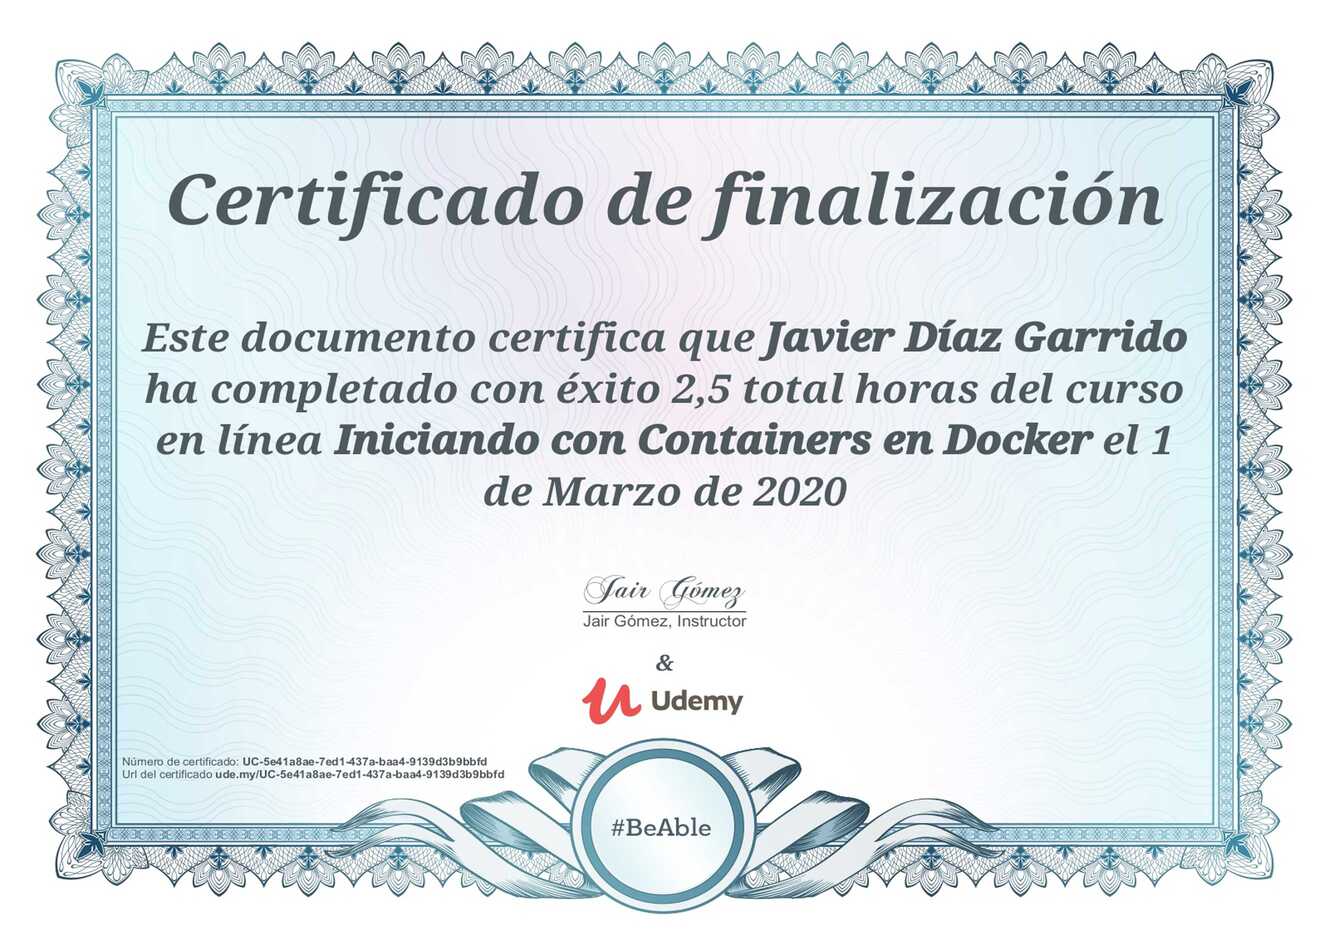 Certificado de finalización
Este documento certifica que Javier Díaz Garrido
ha completado con éxito 2,5 total horas del curso
en línea Iniciando con Containers en Docker el 1
de Marzo de 2020
Jair Gómez
Jair Gómez, Instructor
&
Udemy
Número de certificado: UC-5e41a8ae-7ed1-437a-baa4-9139d3b9bbfd
Url del certificado ude.my/UC-5e41a8ae-7ed1-437a-baa4-9139d3b9bbfd
#BeAble